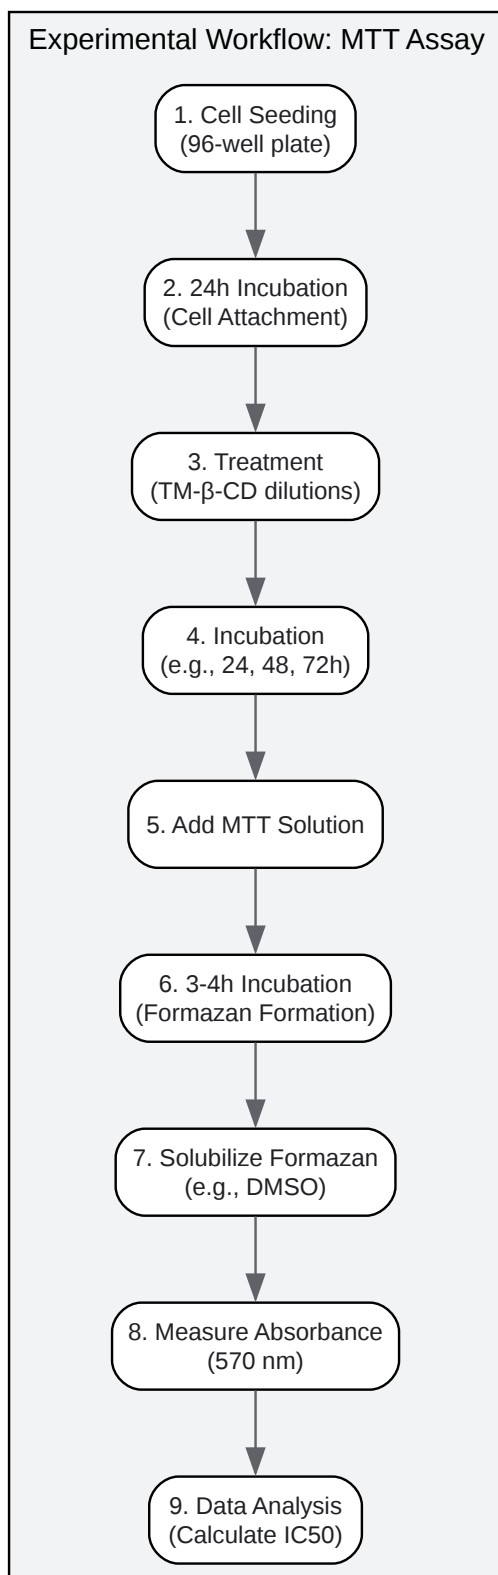 Experimental Workflow: MTT Assay
1. Cell Seeding
(96-well plate)
2. 24h Incubation
(Cell Attachment)
3. Treatment
(TM-β-CD dilutions)
4. Incubation
(e.g., 24, 48, 72h)
5. Add MTT Solution
6. 3-4h Incubation
(Formazan Formation)
7. Solubilize Formazan
(e.g., DMSO)
8. Measure Absorbance
(570 nm)
9. Data Analysis
(Calculate IC50)